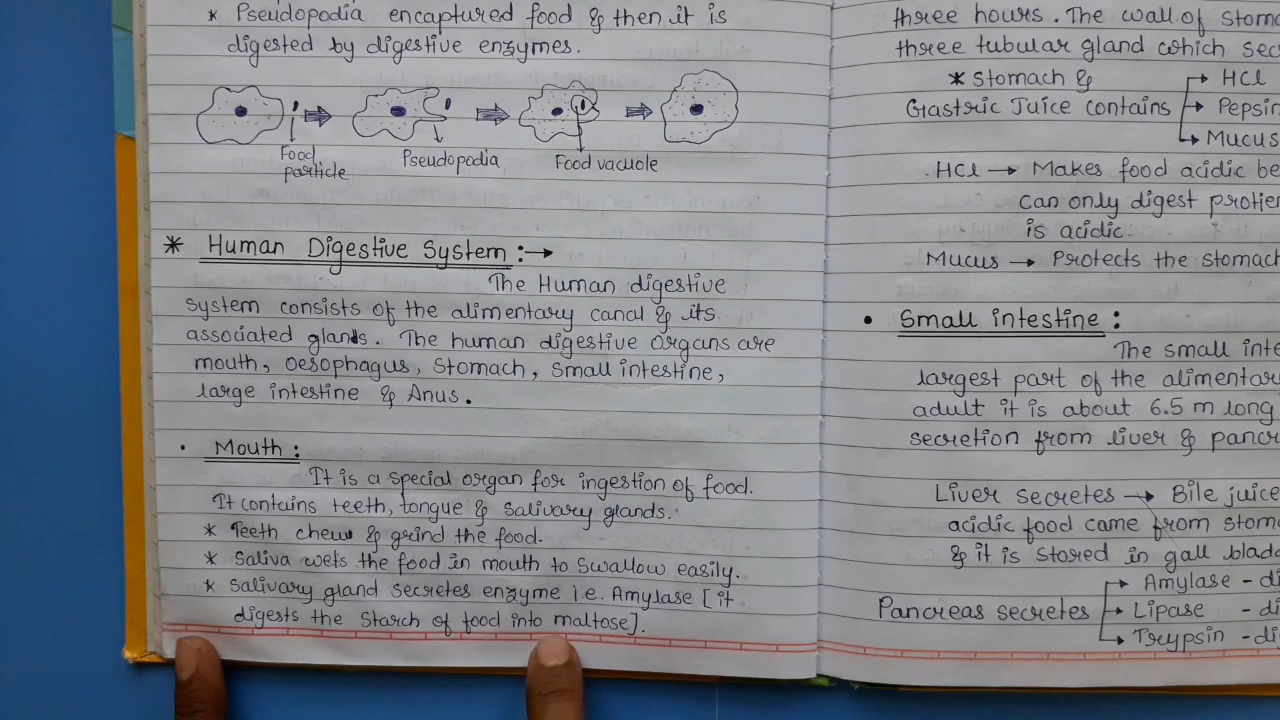 * Pseudopodia encaptured food & then it is
digested by digestive enzymes.
Food
particle
Pseudopodia
Food vacuole
* Human Digestive System :→
The Human digestive
system consists of the alimentary canal & its
associated glands. The human digestive organs are
mouth, Oesophagus, Stomach, Small intestine,
large intestine & Anus.
· Mouth :
It is a special organ for ingestion of food.
It contains teeth, tongue & salivary glands.
* Teeth chew & grind the food.
* Saliva wets the food in mouth to swallow easily.
* Salivary gland secretes enzyme i.e. Amylase [it
digests the starch of food into maltose].
three hours. The wall of
three tubular gland which
* Stomach &
Gastric Juice contains
→ HCl
→ Pepsin
→ Mucus
HCl → Makes food acidic
can only digest
is acidic.
Mucus → Protects the stomach
• Small intestine :
The small
largest part of the
adult it is about 6.5 m long
secretion from liver &
Liver secretes → Bile juice
acidic food came from
& it is stored in gall
Pancreas secretes
→ Amylase -
→ Lipase -
→ Trypsin -